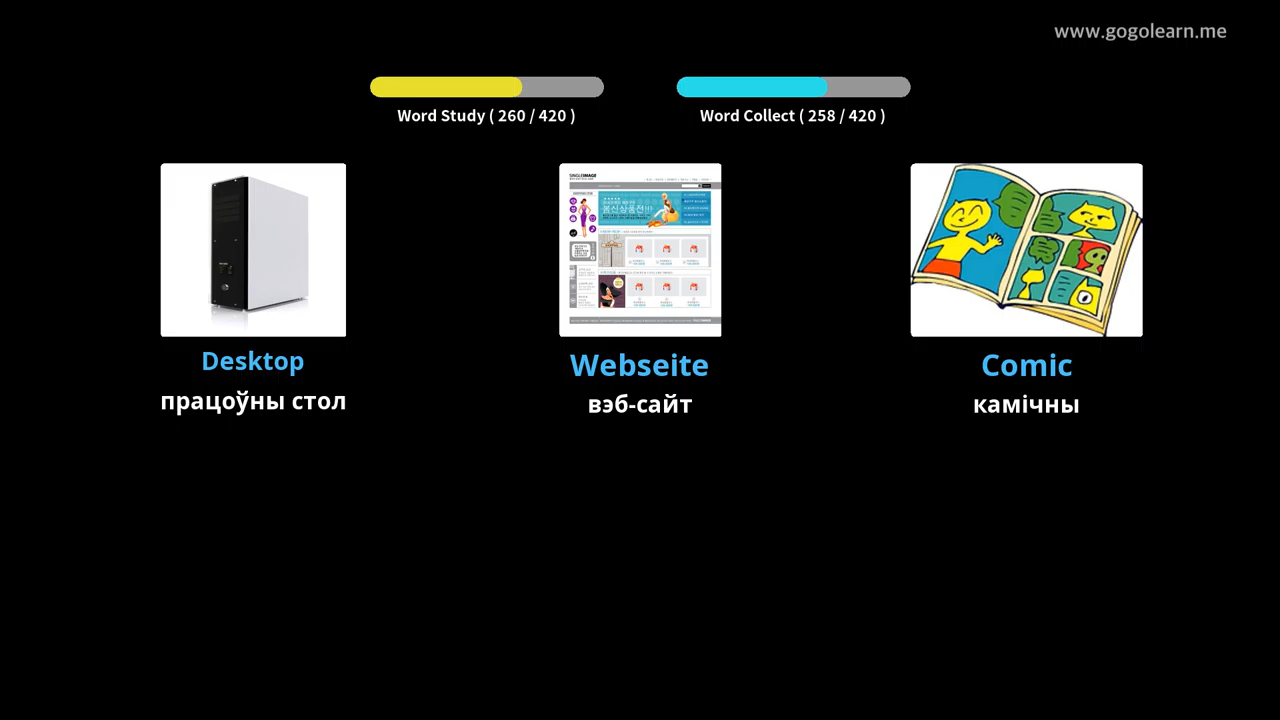 www.gogolearn.me
Word Study ( 260 / 420 )
Word Collect ( 258 / 420 )
Desktop
Webseite
Comic
працоўны стол
вэб-сайт
камічны